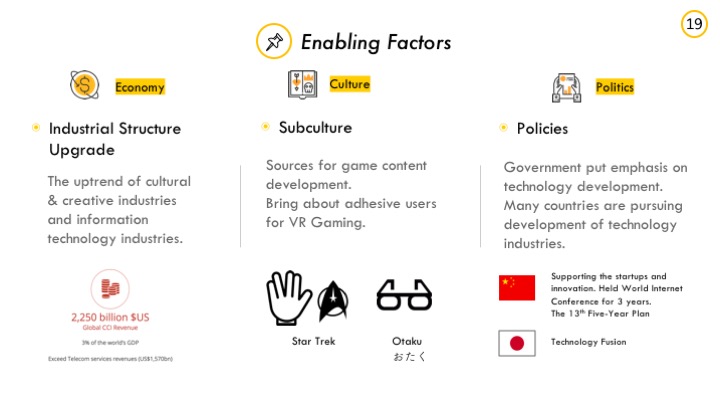 19
Enabling Factors
Economy
Industrial Structure
Upgrade
The uptrend of cultural
& creative industries
and information
technology industries.
2,250 billion $US
Global CCI Revenue
3% of the world's GDP
Exceed Telecom services revenues (US$1,570bn)
Culture
Subculture
Sources for game content
development.
Bring about adhesive users
for VR Gaming.
Star Trek
Otaku
おたく
Politics
Policies
Government put emphasis on
technology development.
Many countries are pursuing
development of technology
industries.
Supporting the startups and
innovation. Held World Internet
Conference for 3 years.
The 13th Five-Year Plan
Technology Fusion